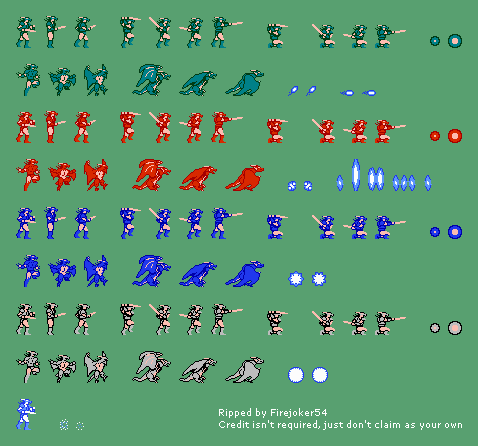 Ripped by Firejoker54
Credit isn't required, just don't claim as your own